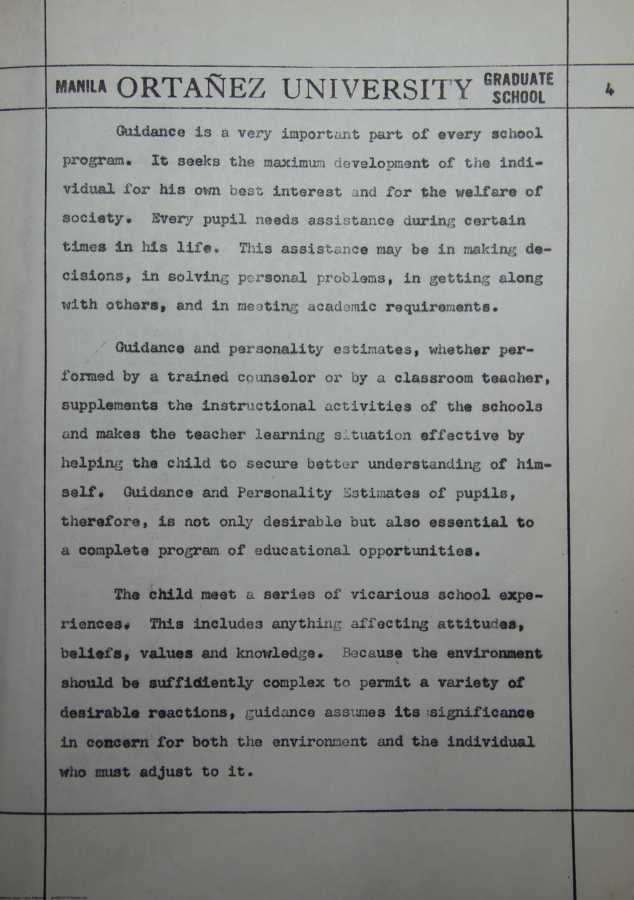 MANILA ORTAÑEZ UNIVERSITY GRADUATE SCHOOL 4
Guidance is a very important part of every school
program. It seeks the maximum development of the indi-
vidual for his own best interest and for the welfare of
society. Every pupil needs assistance during certain
times in his life. This assistance may be in making de-
cisions, in solving personal problems, in getting along
with others, and in meeting academic requirements.
Guidance and personality estimates, whether per-
formed by a trained counselor or by a classroom teacher,
supplements the instructional activities of the schools
and makes the teacher learning situation effective by
helping the child to secure better understanding of him-
self. Guidance and Personality Estimates of pupils,
therefore, is not only desirable but also essential to
a complete program of educational opportunities.
The child meet a series of vicarious school expe-
riences. This includes anything affecting attitudes,
beliefs, values and knowledge. Because the environment
should be suffidiently complex to permit a variety of
desirable reactions, guidance assumes its significance
in concern for both the environment and the individual
who must adjust to it.